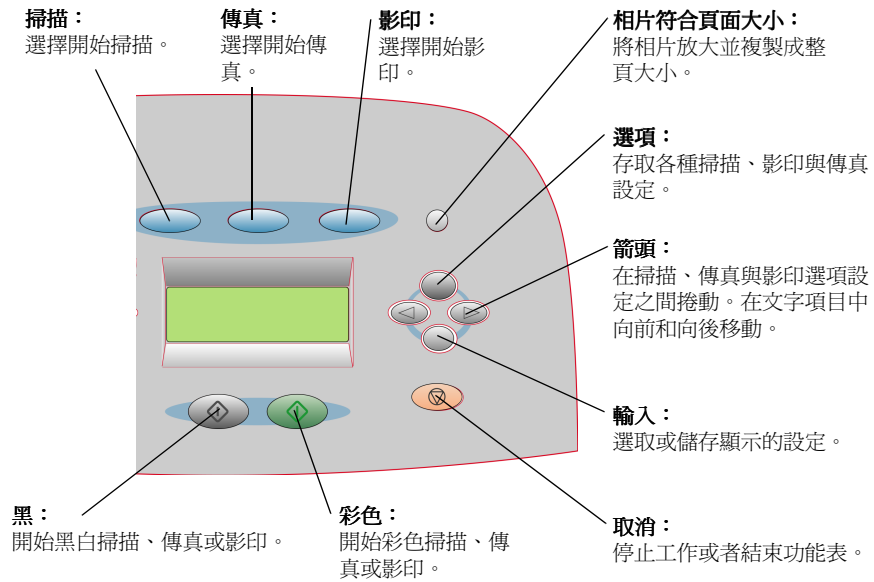 掃描：
選擇開始掃描。
傳真：
選擇開始傳
真。
影印：
選擇開始影
印。
相片符合頁面大小：
將相片放大並複製成整
頁大小。
選項：
存取各種掃描、影印與傳真
設定。
箭頭：
在掃描、傳真與影印選項設
定之間捲動。在文字項目中
向前和向後移動。
輸入：
選取或儲存顯示的設定。
取消：
停止工作或者結束功能表。
黑：
開始黑白掃描、傳真或影印。
彩色：
開始彩色掃描、傳
真或影印。